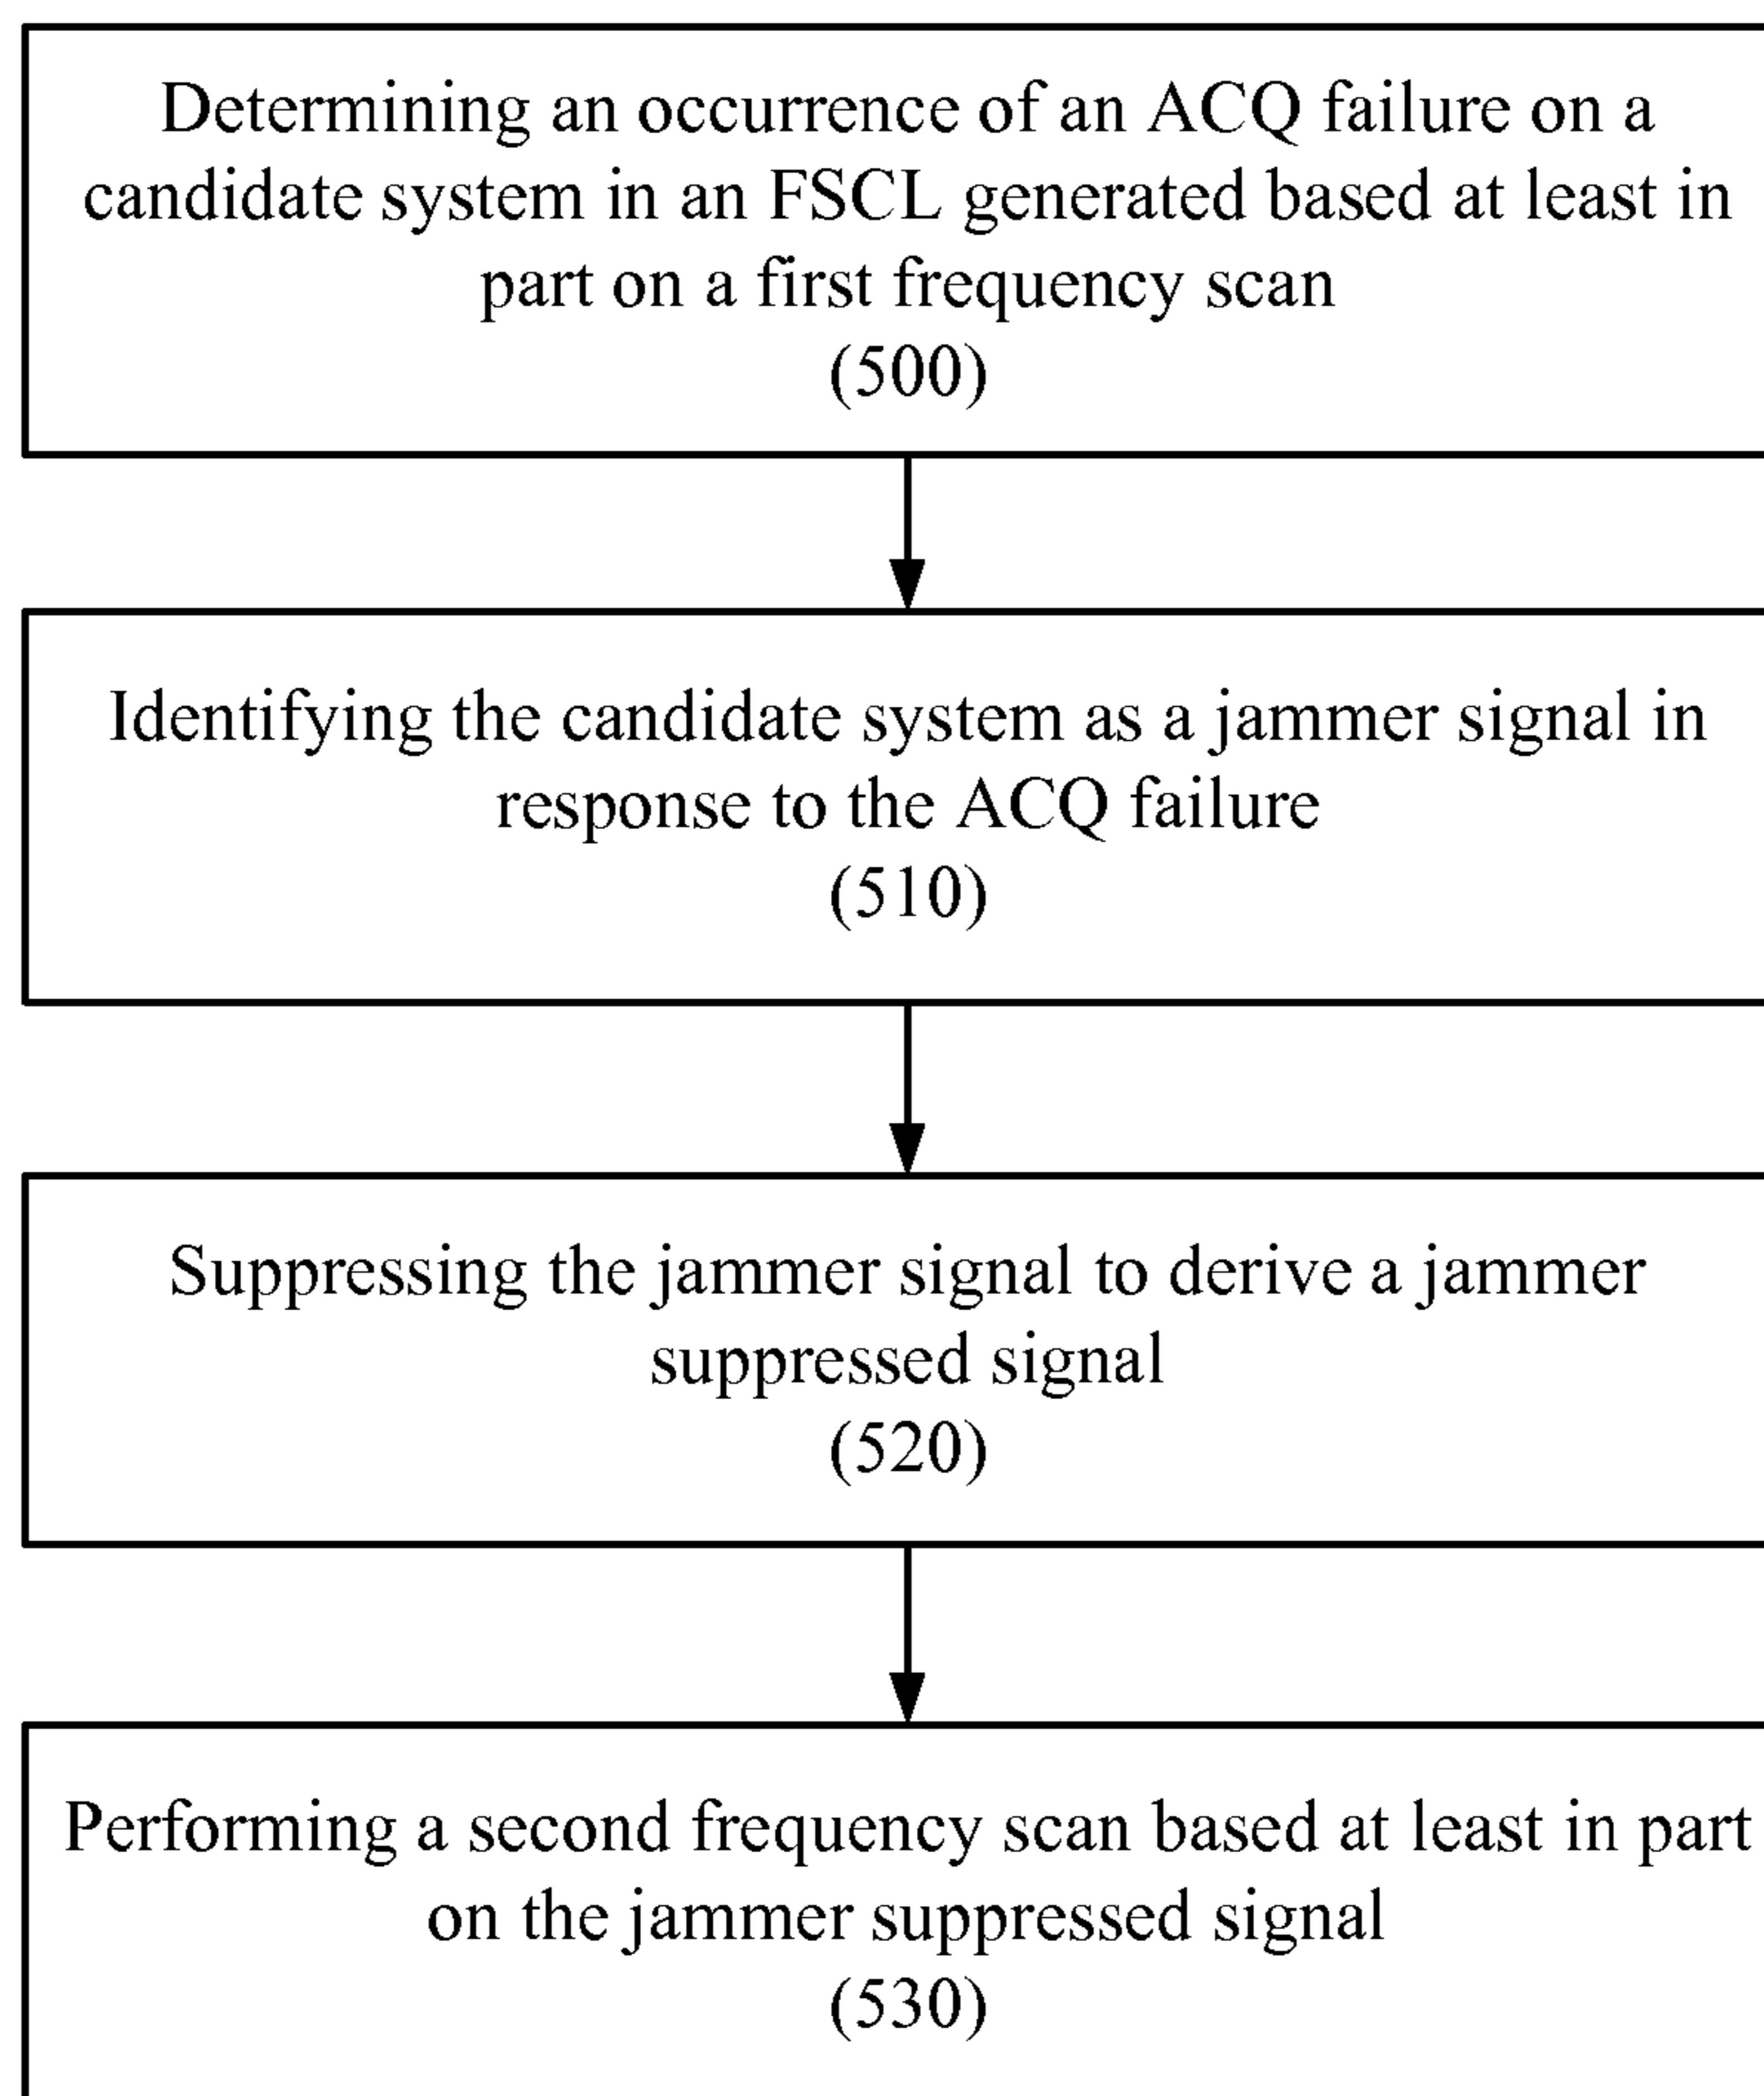 Determining an occurrence of an ACQ failure on a
candidate system in an FSCL generated based at least in
part on a first frequency scan
(500)
Identifying the candidate system as a jammer signal in
response to the ACQ failure
(510)
Suppressing the jammer signal to derive a jammer
suppressed signal
(520)
Performing a second frequency scan based at least in part
on the jammer suppressed signal
(530)